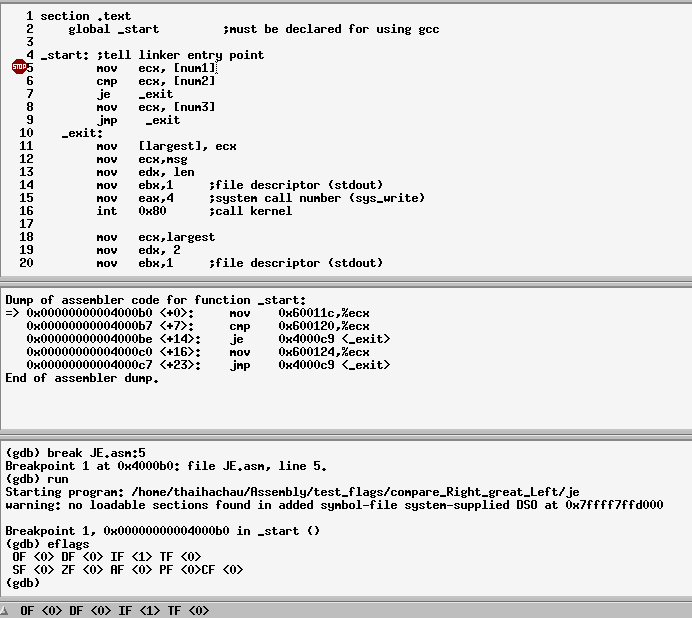 1 section .text
2     global _start         ;must be declared for using gcc
3
4 _start: ;tell linker entry point
STOP 5         mov   ecx, [num1]
6         cmp   ecx, [num2]
7         je    _exit
8         mov   ecx, [num3]
9         jmp    _exit
10    _exit:
11         mov   [largest], ecx
12         mov   ecx,msg
13         mov   edx, len
14         mov   ebx,1     ;file descriptor (stdout)
15         mov   eax,4     ;system call number (sys_write)
16         int   0x80      ;call kernel
17
18         mov   ecx,largest
19         mov   edx, 2
20         mov   ebx,1     ;file descriptor (stdout)
Dump of assembler code for function _start:
=> 0x00000000004000b0 <+0>:    mov    0x60011c,%ecx
   0x00000000004000b7 <+7>:    cmp    0x600120,%ecx
   0x00000000004000be <+14>:   je     0x4000c9 <_exit>
   0x00000000004000c0 <+16>:   mov    0x600124,%ecx
   0x00000000004000c7 <+23>:   jmp    0x4000c9 <_exit>
End of assembler dump.
(gdb) break JE.asm:5
Breakpoint 1 at 0x4000b0: file JE.asm, line 5.
(gdb) run
Starting program: /home/thaihachau/Assembly/test_flags/compare_Right_great_Left/je
warning: no loadable sections found in added symbol-file system-supplied DSO at 0x7ffff7ffd000

Breakpoint 1, 0x00000000004000b0 in _start ()
(gdb) eflags
 OF <0> DF <0> IF <1> TF <0>
 SF <0> ZF <0> AF <0> PF <0>CF <0>
(gdb)
OF <0> DF <0> IF <1> TF <0>